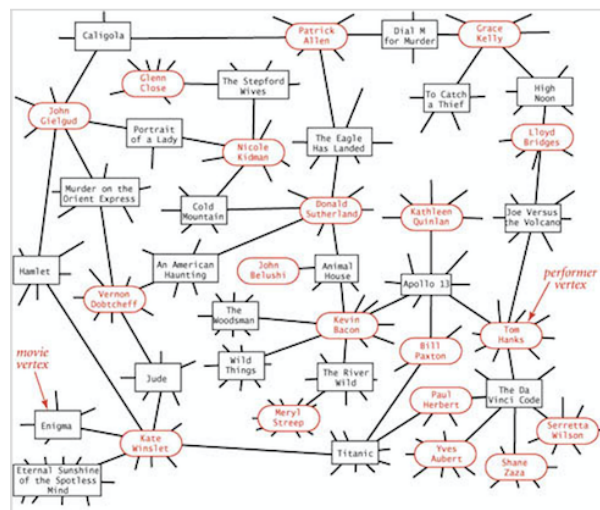 Caligola
Patrick
Allen
Dial M
for Murder
Grace
Kelly
Glenn
Close
The Stepford
Wives
To Catch
a Thief
High
Noon
John
Gielgud
Portrait
of a Lady
Nicole
Kidman
The Eagle
Has Landed
Lloyd
Bridges
Murder on the
Orient Express
Cold
Mountain
Donald
Sutherland
Kathleen
Quinlan
Joe Versus
the Volcano
Hamlet
An American
Haunting
John
Belushi
Animal
House
Apollo 13
performer
vertex
Vernon
Dobtcheff
The
Woodsman
Kevin
Bacon
Tom
Hanks
movie
vertex
Jude
Wild
Things
The River
Wild
Bill
Paxton
Paul
Herbert
The Da
Vinci Code
Enigma
Meryl
Streep
Serretta
Wilson
Kate
Winslet
Titanic
Yves
Aubert
Shane
Zaza
Eternal Sunshine
of the Spotless
Mind